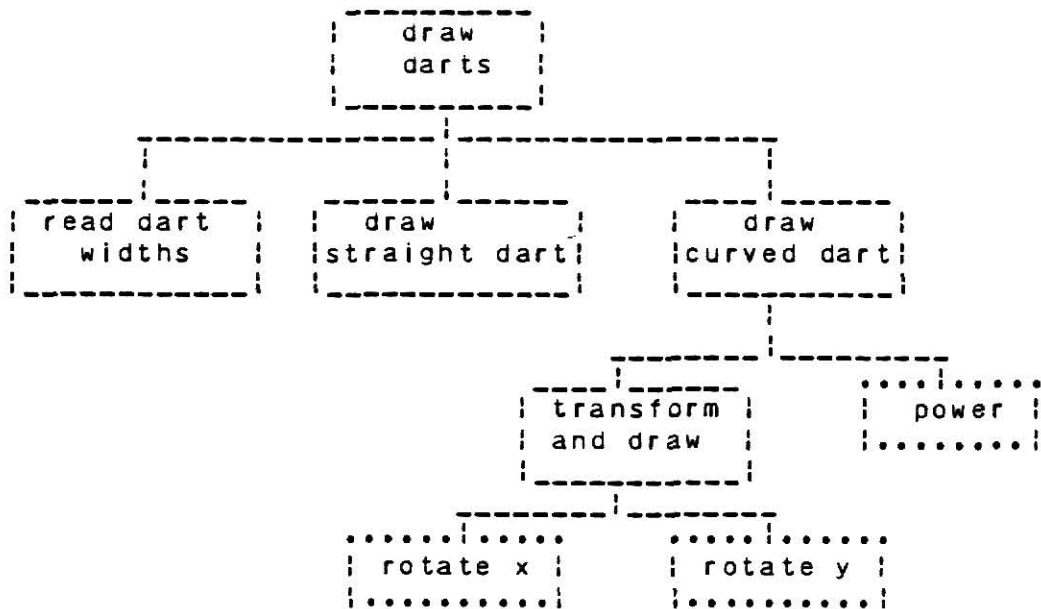 draw
darts
read dart
widths
draw
straight dart
draw
curved dart
transform
and draw
power
rotate x
rotate y